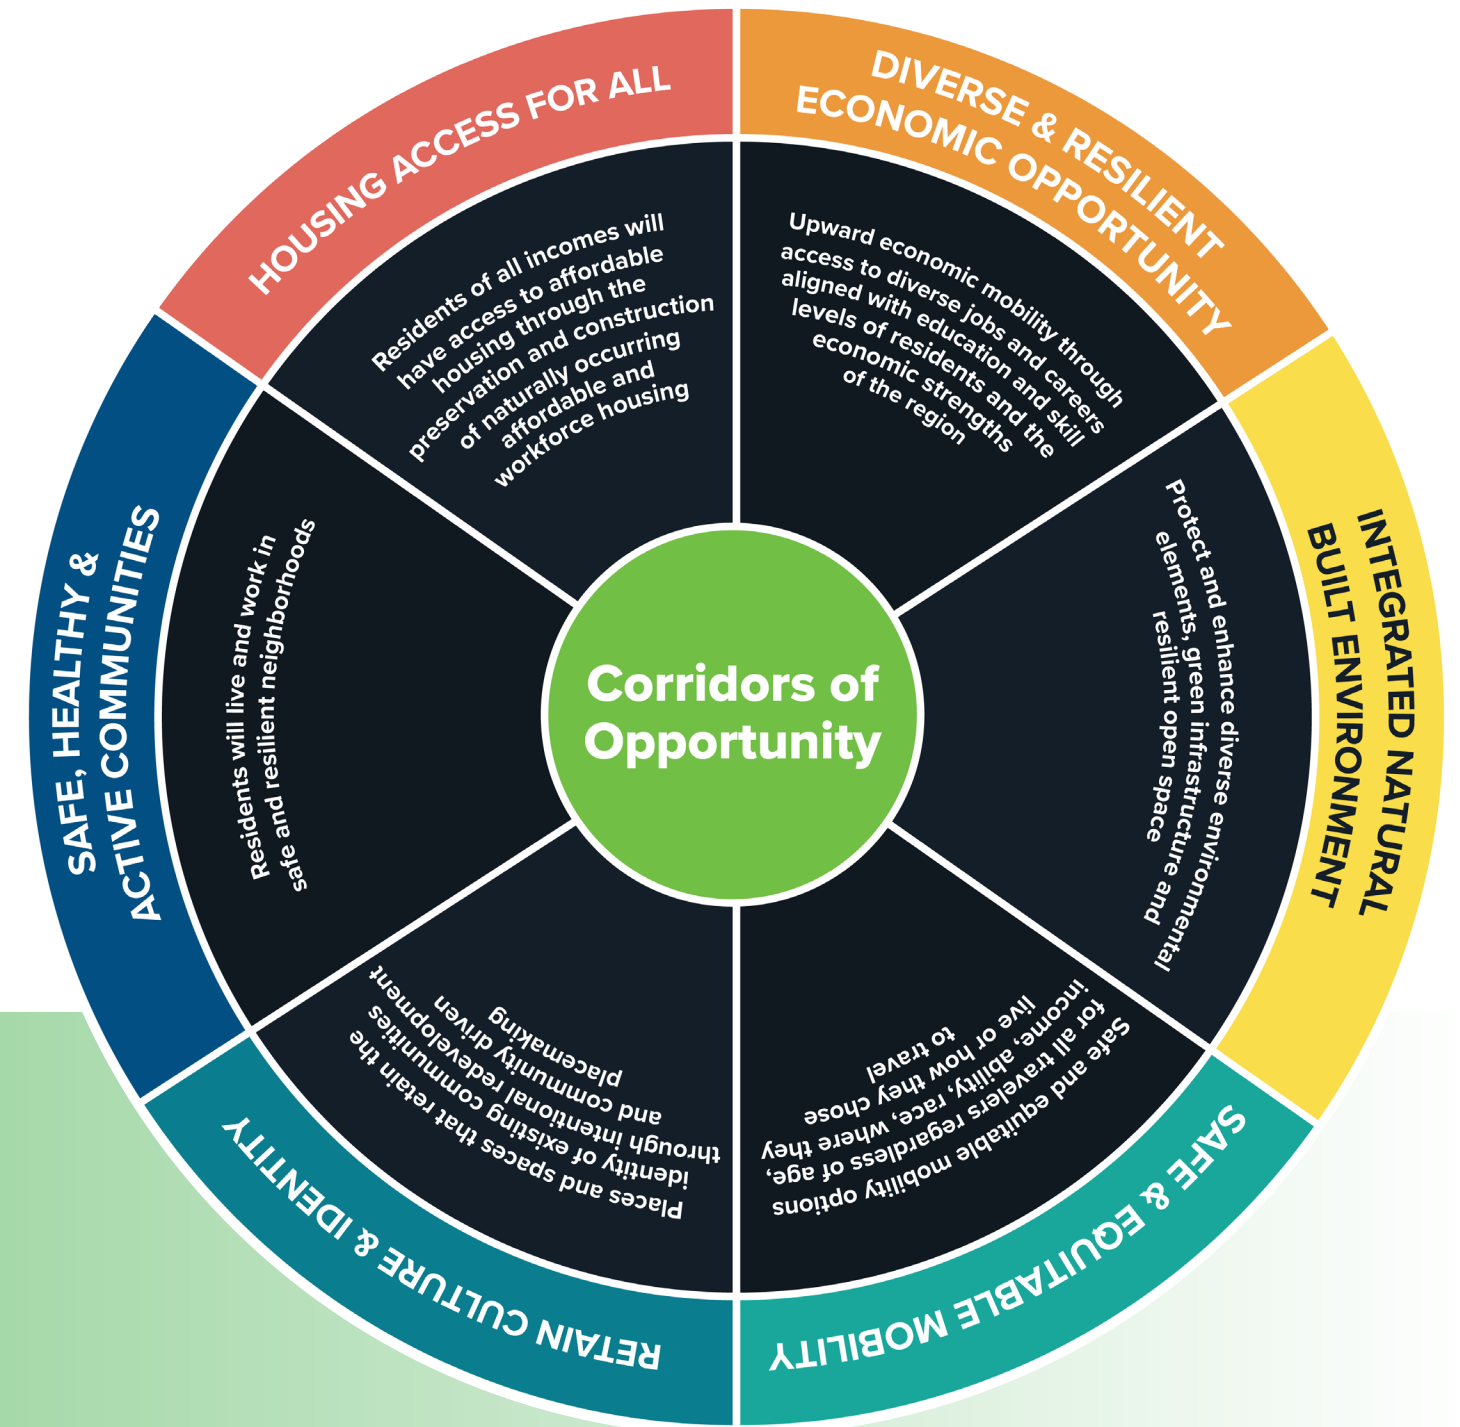 HOUSING ACCESS FOR ALL
Residents of all incomes will
have access to affordable
housing through the
preservation and construction
of naturally occurring
affordable and
workforce housing
DIVERSE & RESILIENT
ECONOMIC OPPORTUNITY
Upward economic mobility through
access to diverse jobs and careers
aligned with education and skill
levels of residents and the
economic strengths
of the region
INTEGRATED NATURAL
BUILT ENVIRONMENT
Protect and enhance diverse environmental
elements, green infrastructure and
resilient open space
SAFE & EQUITABLE MOBILITY
Safe and equitable mobility options
for all travelers regardless of age,
income, ability, race, where they
live or how they chose
to travel
RETAIN CULTURE & IDENTITY
Places and spaces that retain the
identity of existing communities
through intentional redevelopment
and community driven
placemaking
SAFE, HEALTHY &
ACTIVE COMMUNITIES
Residents will live and work in
safe and resilient neighborhoods
Corridors of
Opportunity